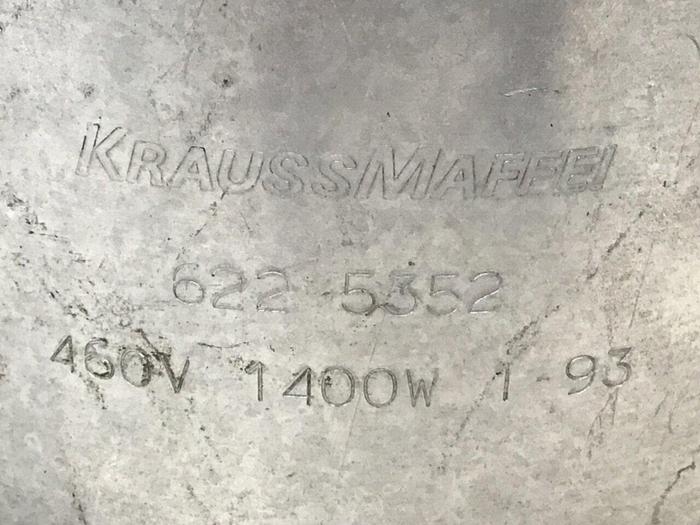 KRAUSSMAFFEI
622 5352
460V 1400W 1 93